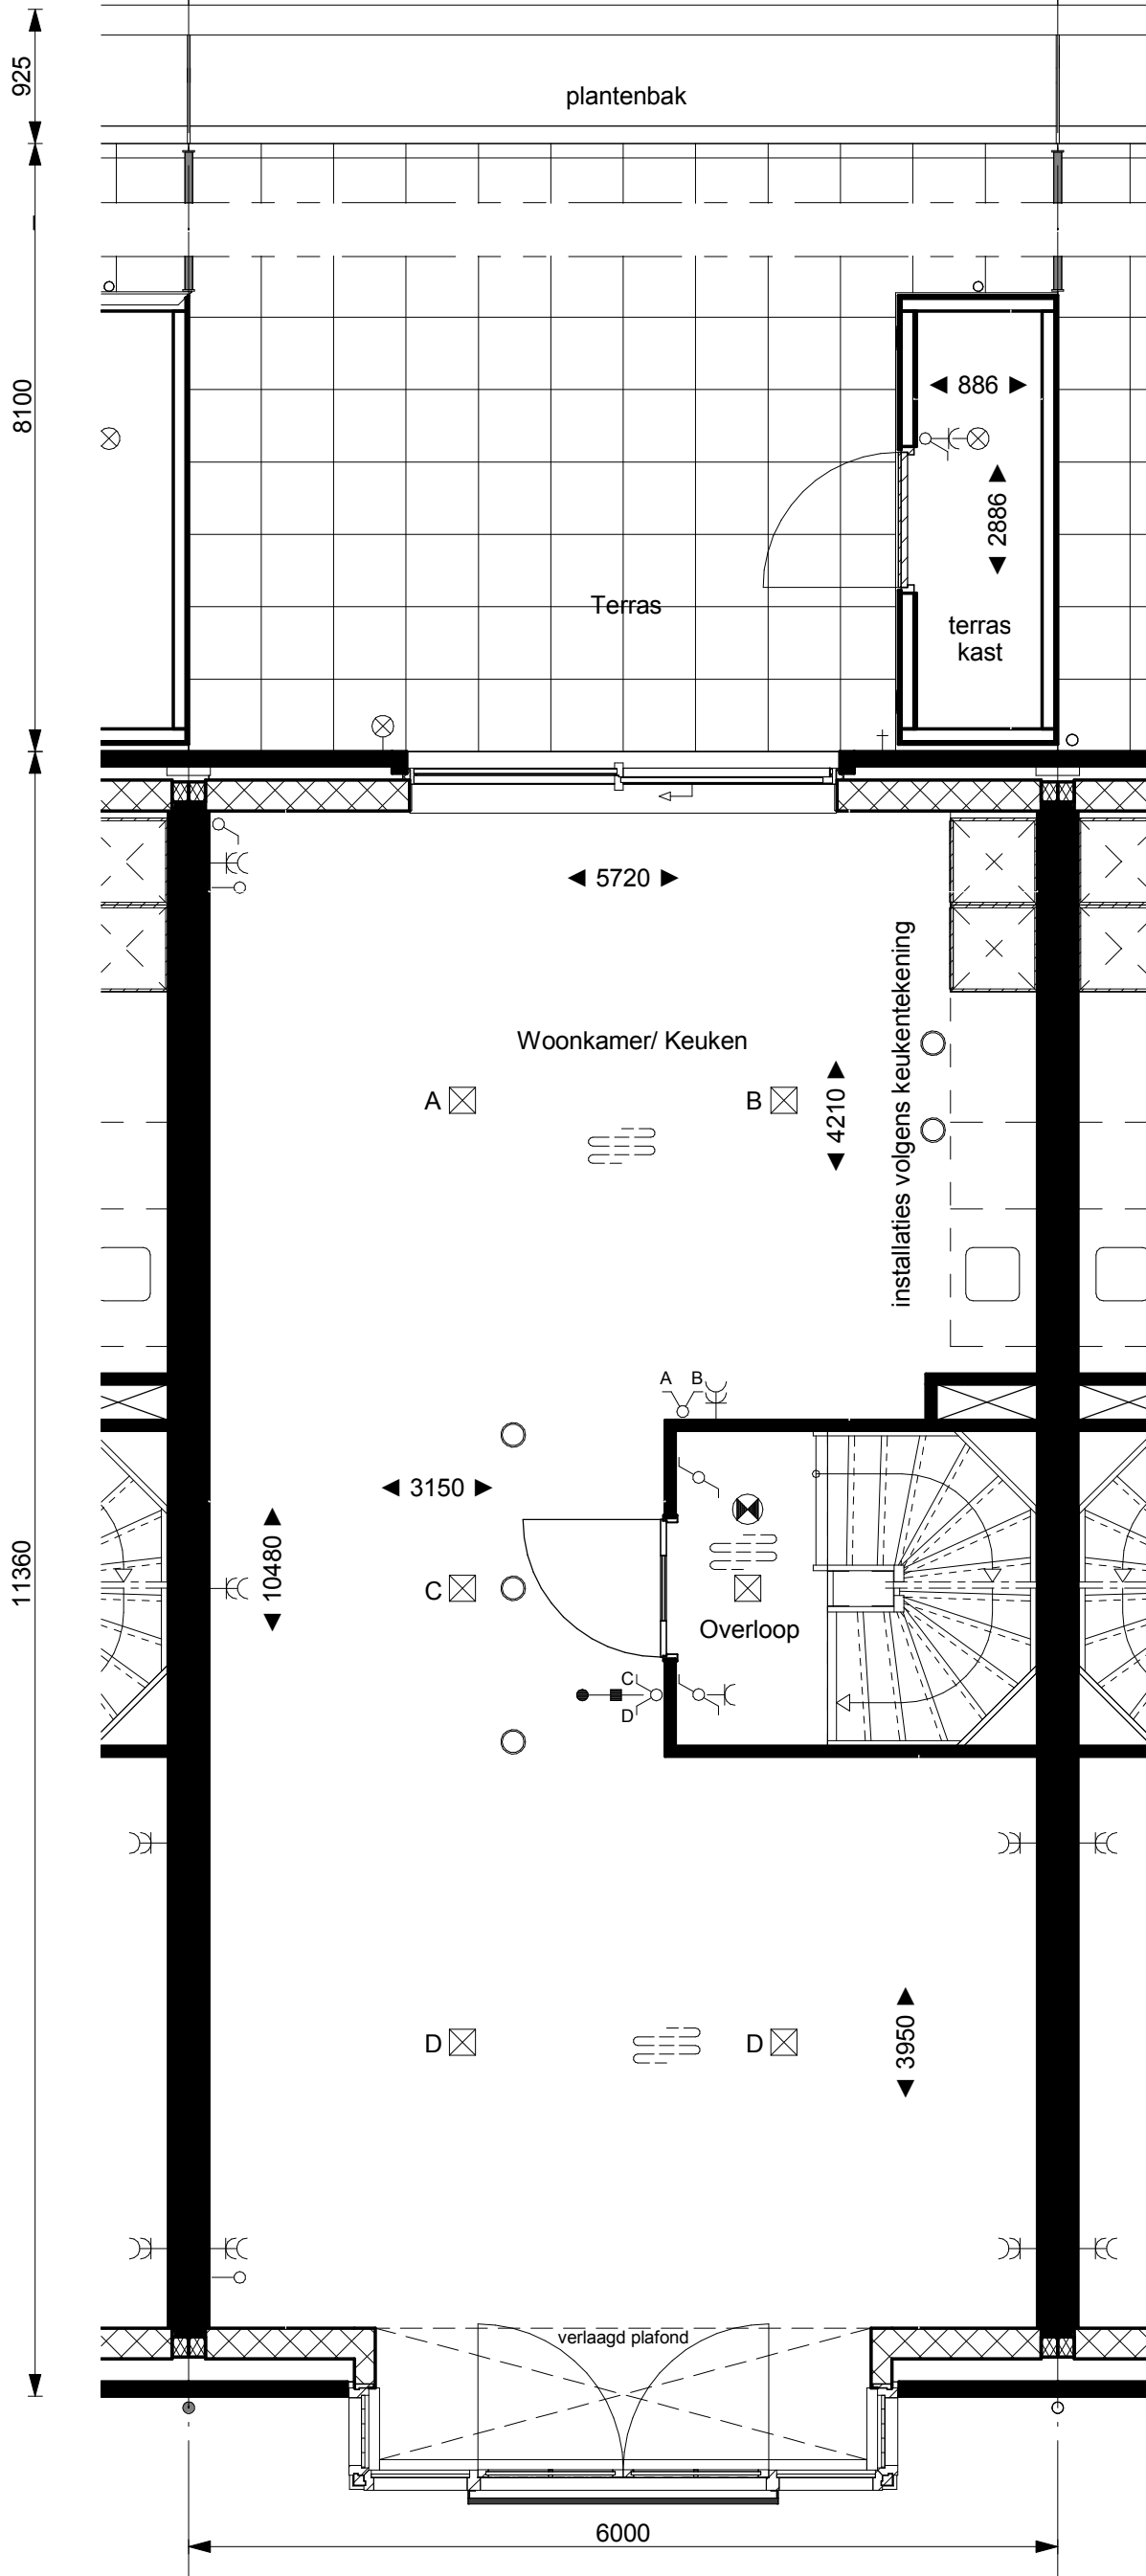 925
plantenbak
8100
886
2886
Terras
terras
kast
5720
Woonkamer/ Keuken
installaties volgens keukentekening
A
B
4210
A B
3150
11360
10480
C
Overloop
C
D
D
D
3950
verlaagd plafond
6000